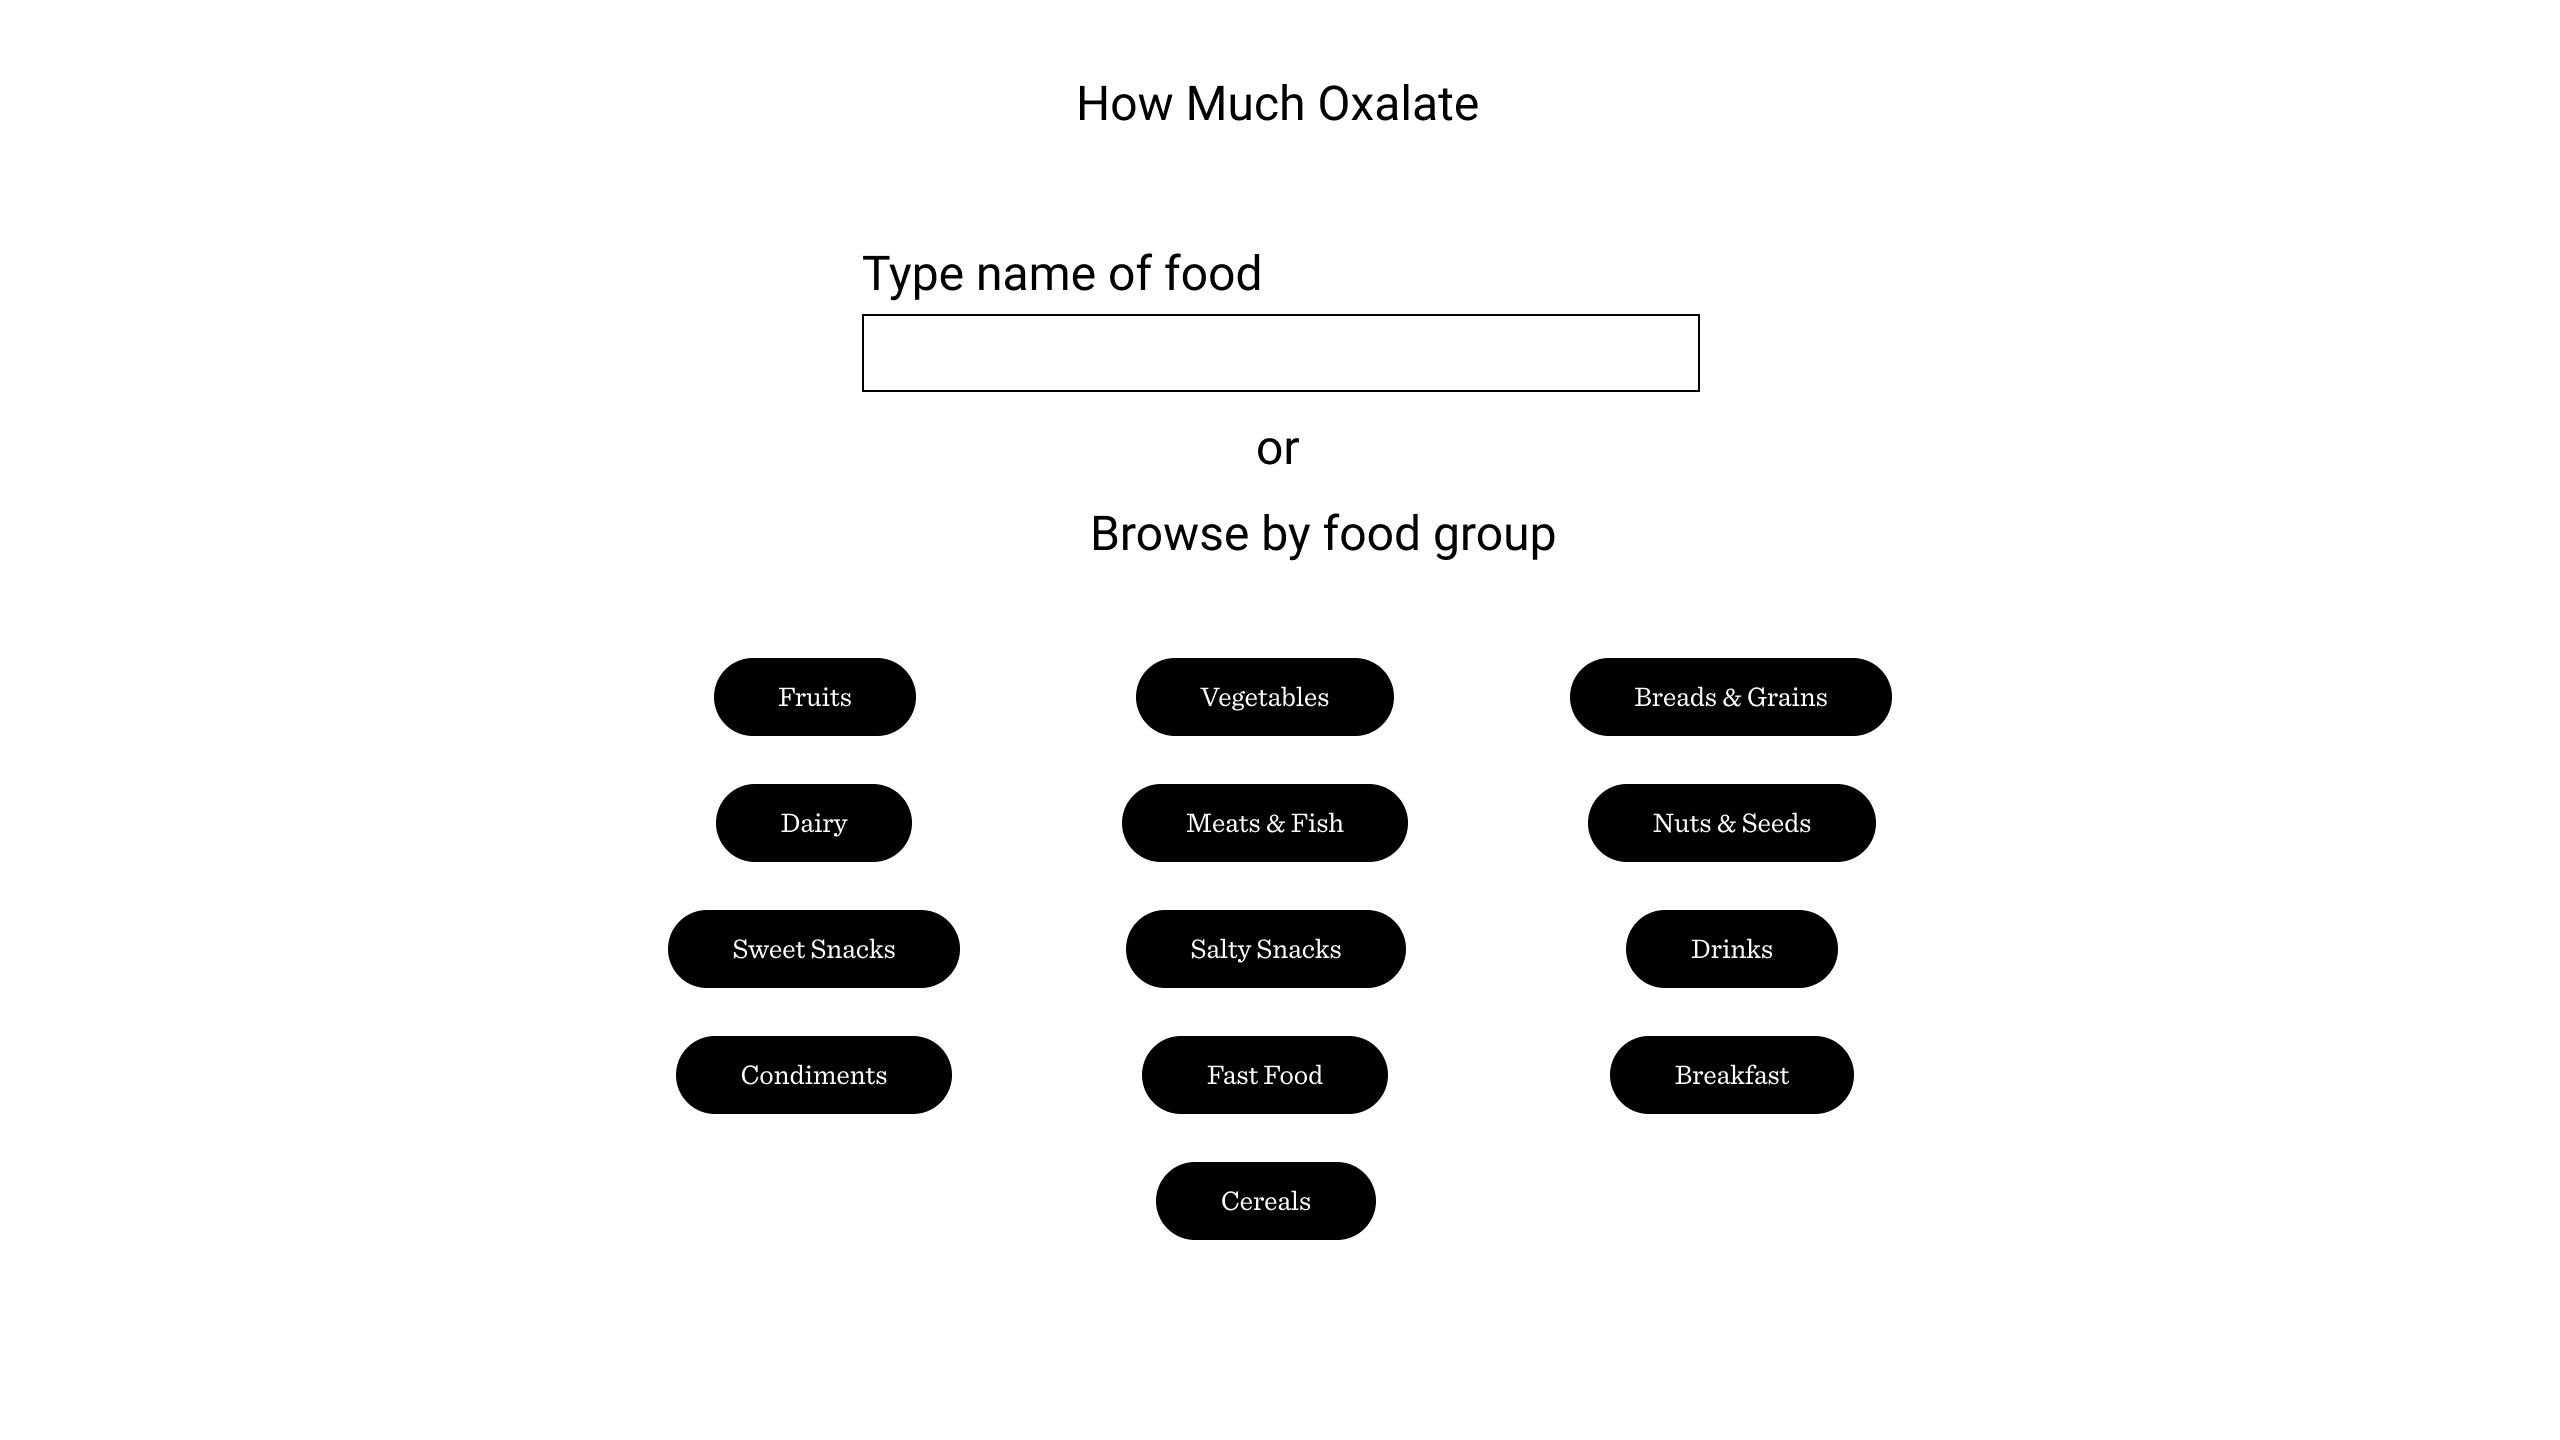 How Much Oxalate
Type name of food
or
Browse by food group
Fruits
Vegetables
Breads & Grains
Dairy
Meats & Fish
Nuts & Seeds
Sweet Snacks
Salty Snacks
Drinks
Condiments
Fast Food
Breakfast
Cereals